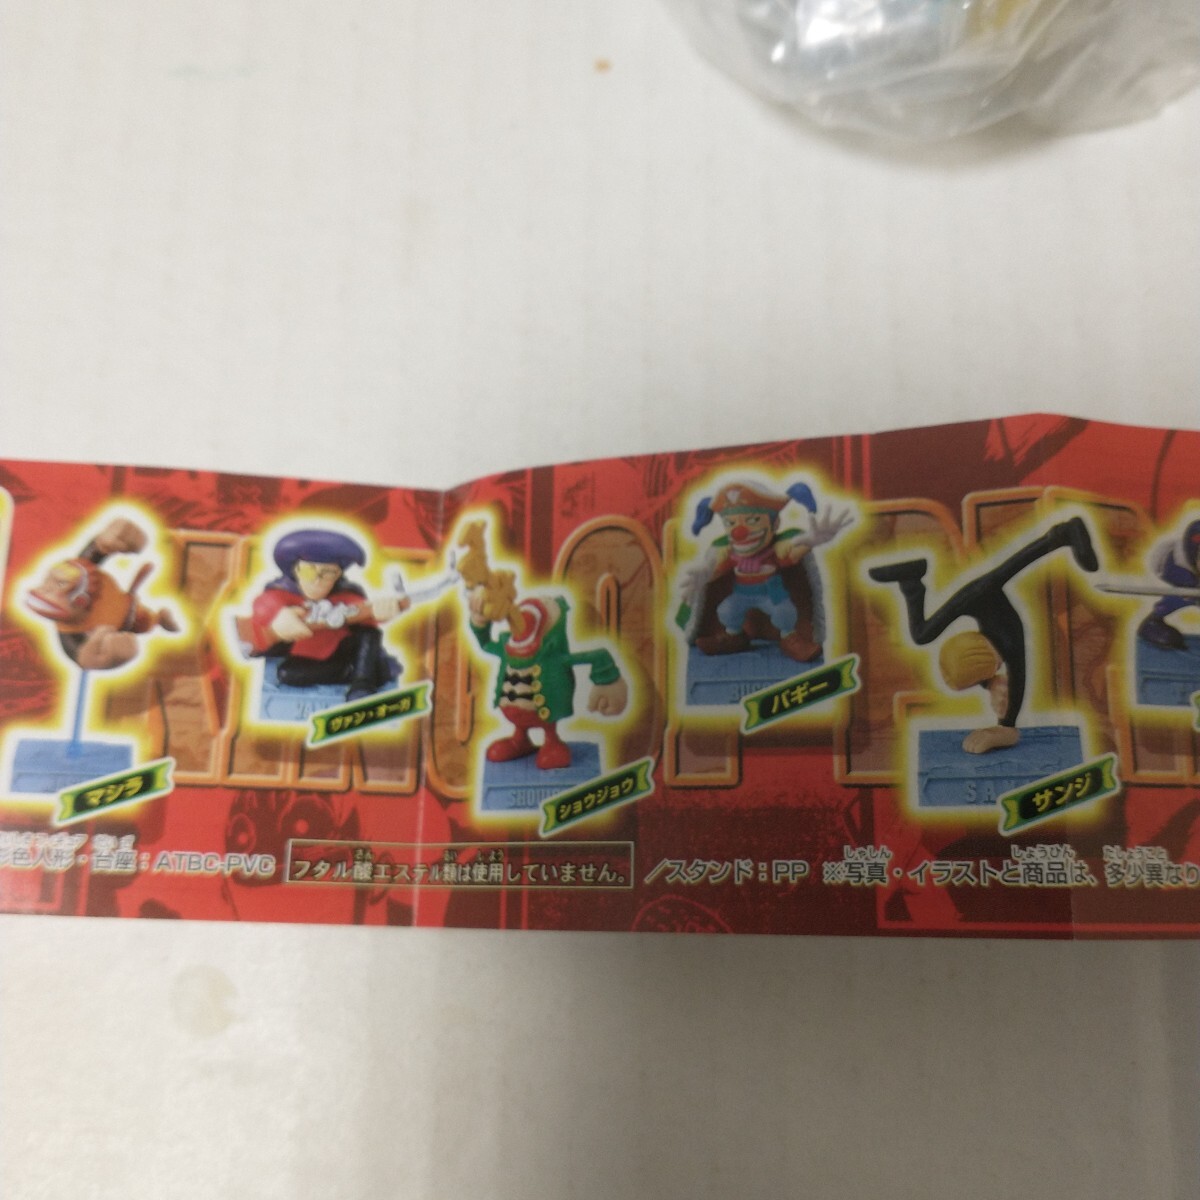 マシラ
ヴァン・オーガ
ショウジョウ
バギー
サンジ
色人形・台座：ATBC-PVC
フタル酸エステル類は使用していません。
／スタンド：PP ※写真・イラストと商品は、多少異なり